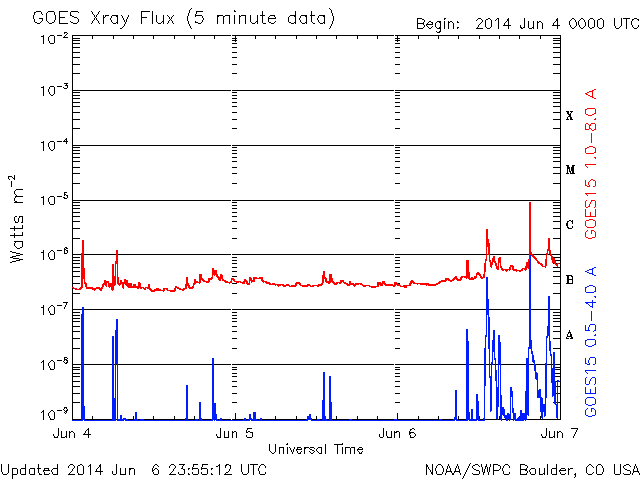 GOES Xray Flux (5 minute data)
Begin: 2014 Jun 4 0000 UTC
Watts m⁻²
10⁻²
10⁻³
10⁻⁴
10⁻⁵
10⁻⁶
10⁻⁷
10⁻⁸
10⁻⁹
X
M
C
B
A
GOES15 1.0-8.0 A
GOES15 0.5-4.0 A
Jun 4
Jun 5
Jun 6
Jun 7
Universal Time
Updated 2014 Jun 6 23:55:12 UTC
NOAA/SWPC Boulder, CO USA